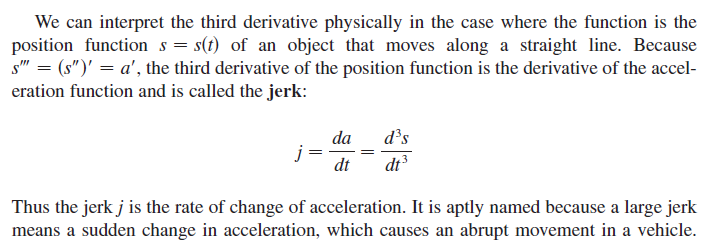 We can interpret the third derivative physically in the case where the function is the
position function s = s(t) of an object that moves along a straight line. Because
s‴ = (s″)′ = a′, the third derivative of the position function is the derivative of the accel-
eration function and is called the jerk:
j = da/dt = d³s/dt³
Thus the jerk j is the rate of change of acceleration. It is aptly named because a large jerk
means a sudden change in acceleration, which causes an abrupt movement in a vehicle.